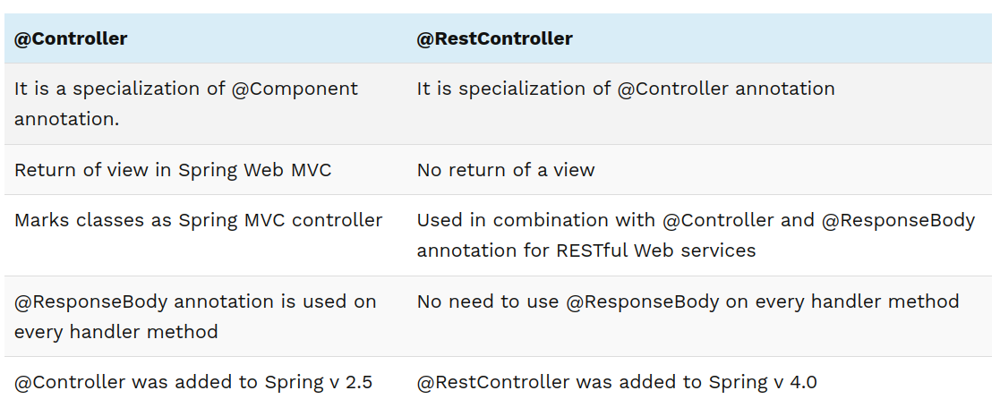 @Controller @RestController
It is a specialization of @Component It is specialization of @Controller annotation
annotation.
Return of view in Spring Web MVC No return of a view
Marks classes as Spring MVC controller Used in combination with @Controller and @ResponseBody
annotation for RESTful Web services
@ResponseBody annotation is used on No need to use @ResponseBody on every handler method
every handler method
@Controller was added to Spring v 2.5 @RestController was added to Spring v 4.0